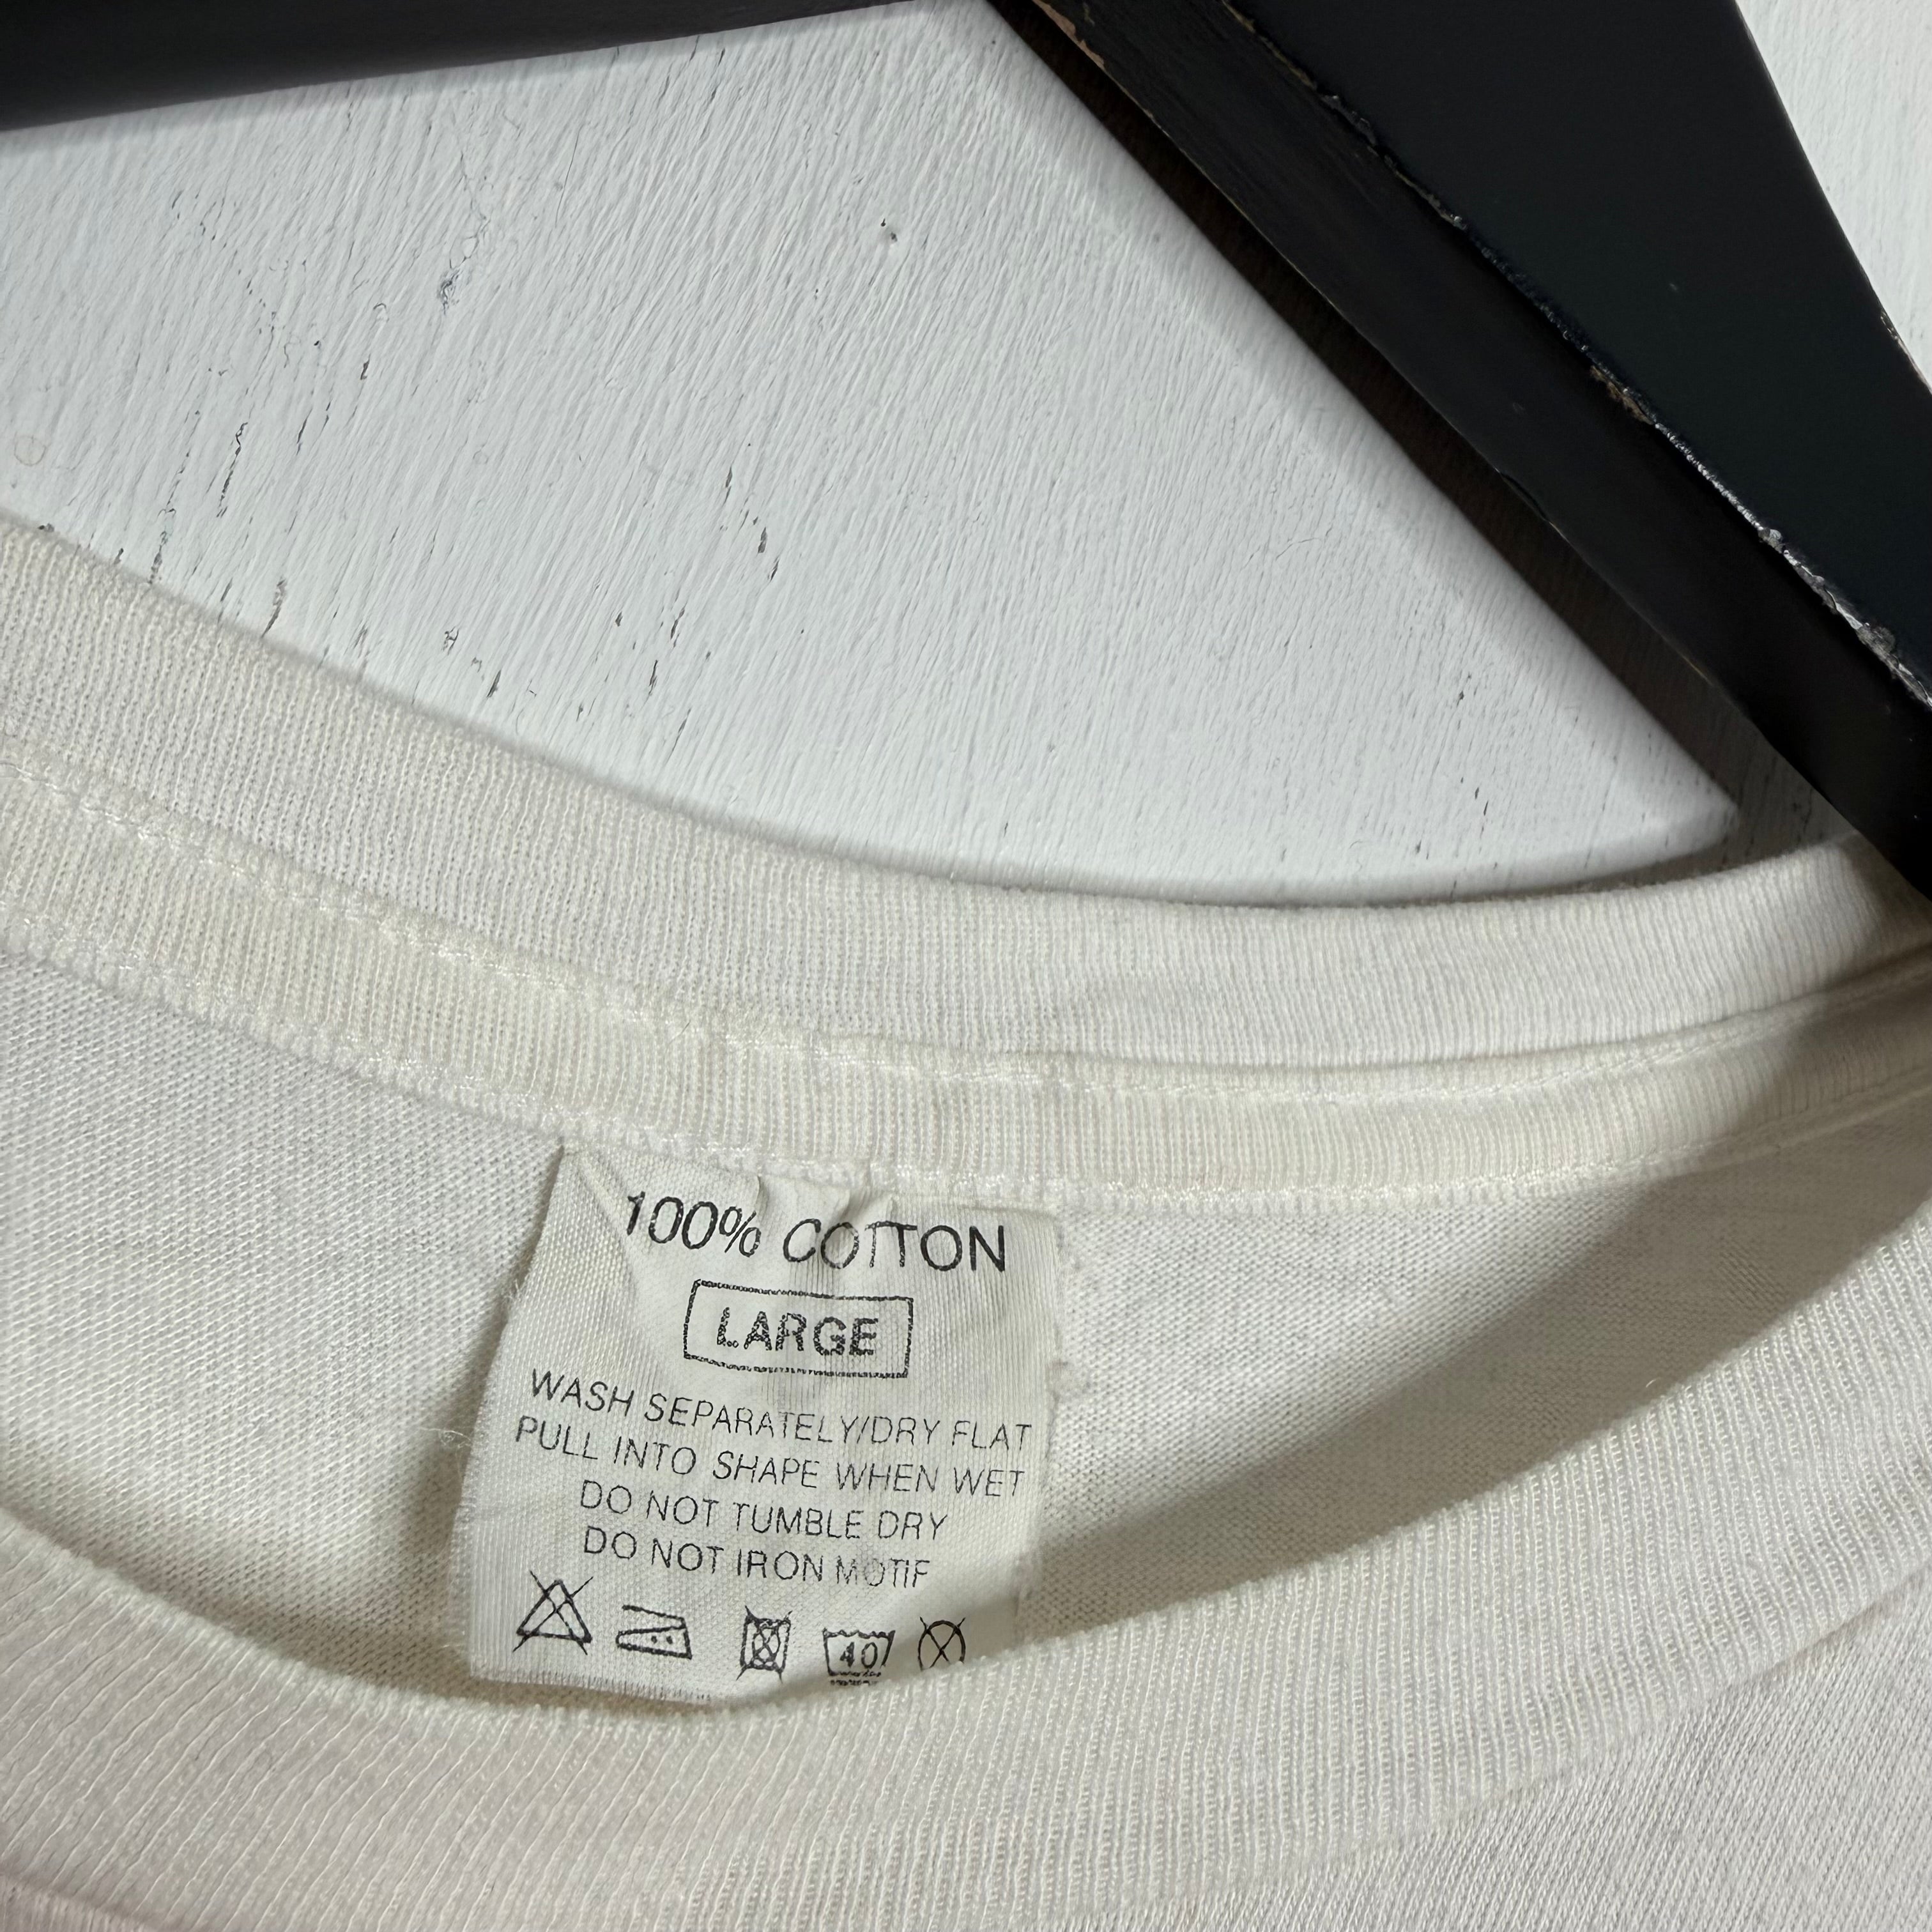 100% COTTON
LARGE
WASH SEPARATELY/DRY FLAT
PULL INTO SHAPE WHEN WET
DO NOT TUMBLE DRY
DO NOT IRON MOTIF
40